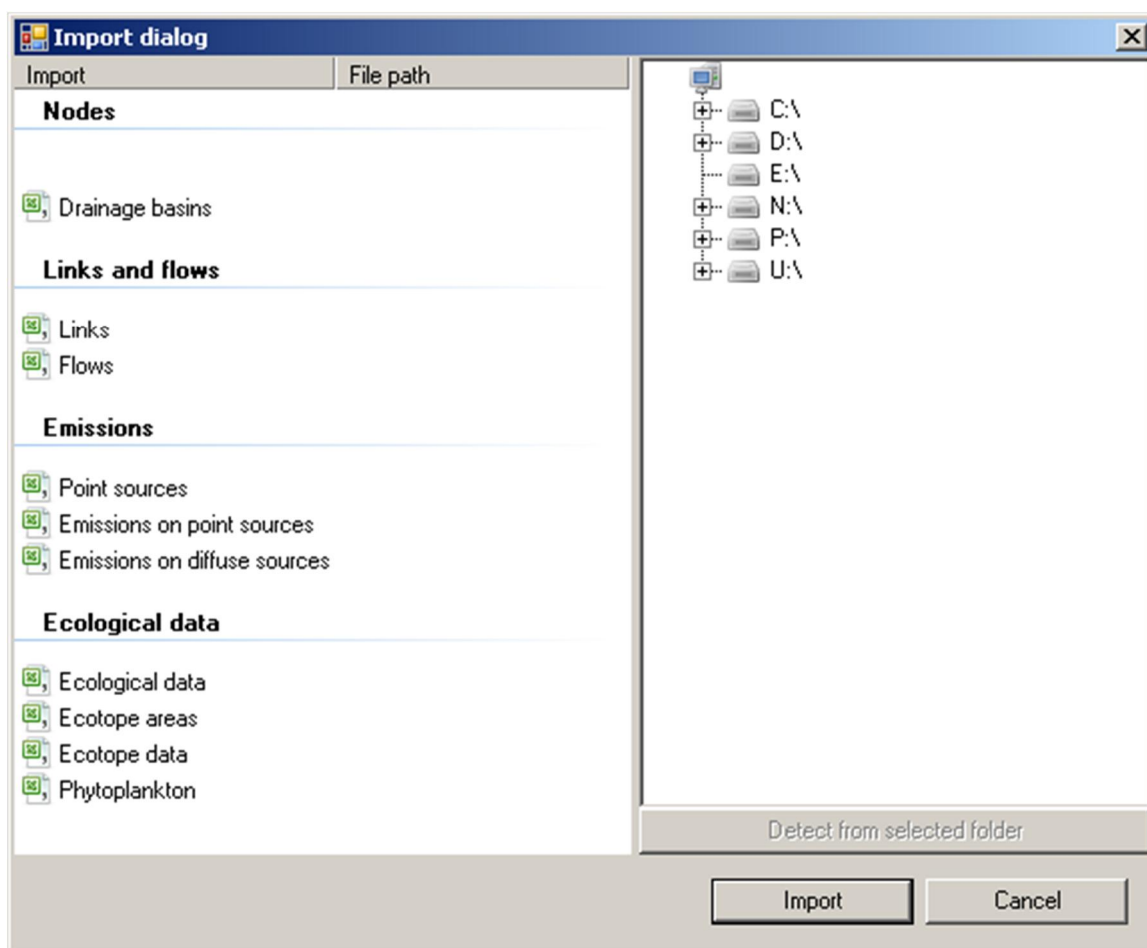 Import dialog
Import
File path
Nodes
Drainage basins
Links and flows
Links
Flows
Emissions
Point sources
Emissions on point sources
Emissions on diffuse sources
Ecological data
Ecological data
Ecotope areas
Ecotope data
Phytoplankton
C:\
D:\
E:\
N:\
P:\
U:\
Detect from selected folder
Import
Cancel